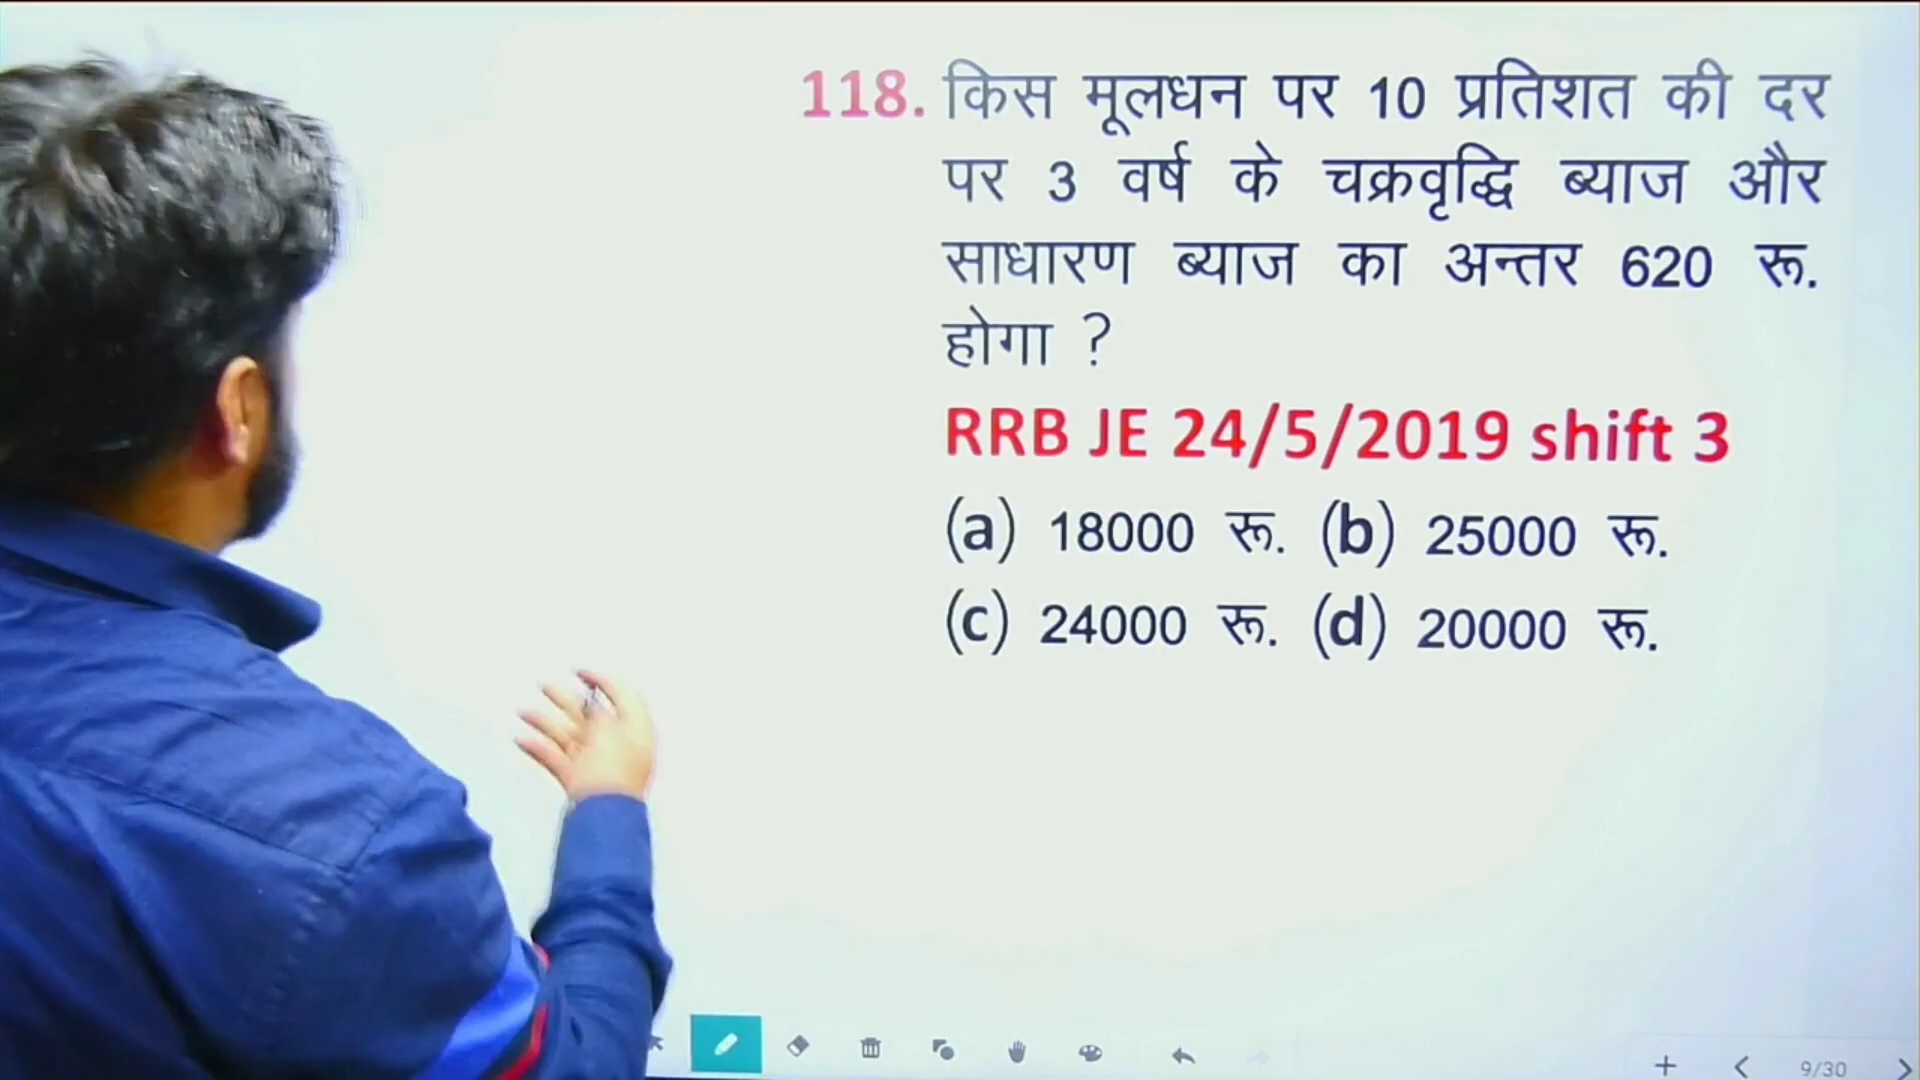 118. किस मूलधन पर 10 प्रतिशत की दर
पर 3 वर्ष के चक्रवृद्धि ब्याज और
साधारण ब्याज का अन्तर 620 रू.
होगा ?
RRB JE 24/5/2019 shift 3
(a) 18000 रू. (b) 25000 रू.
(c) 24000 रू. (d) 20000 रू.
9/30